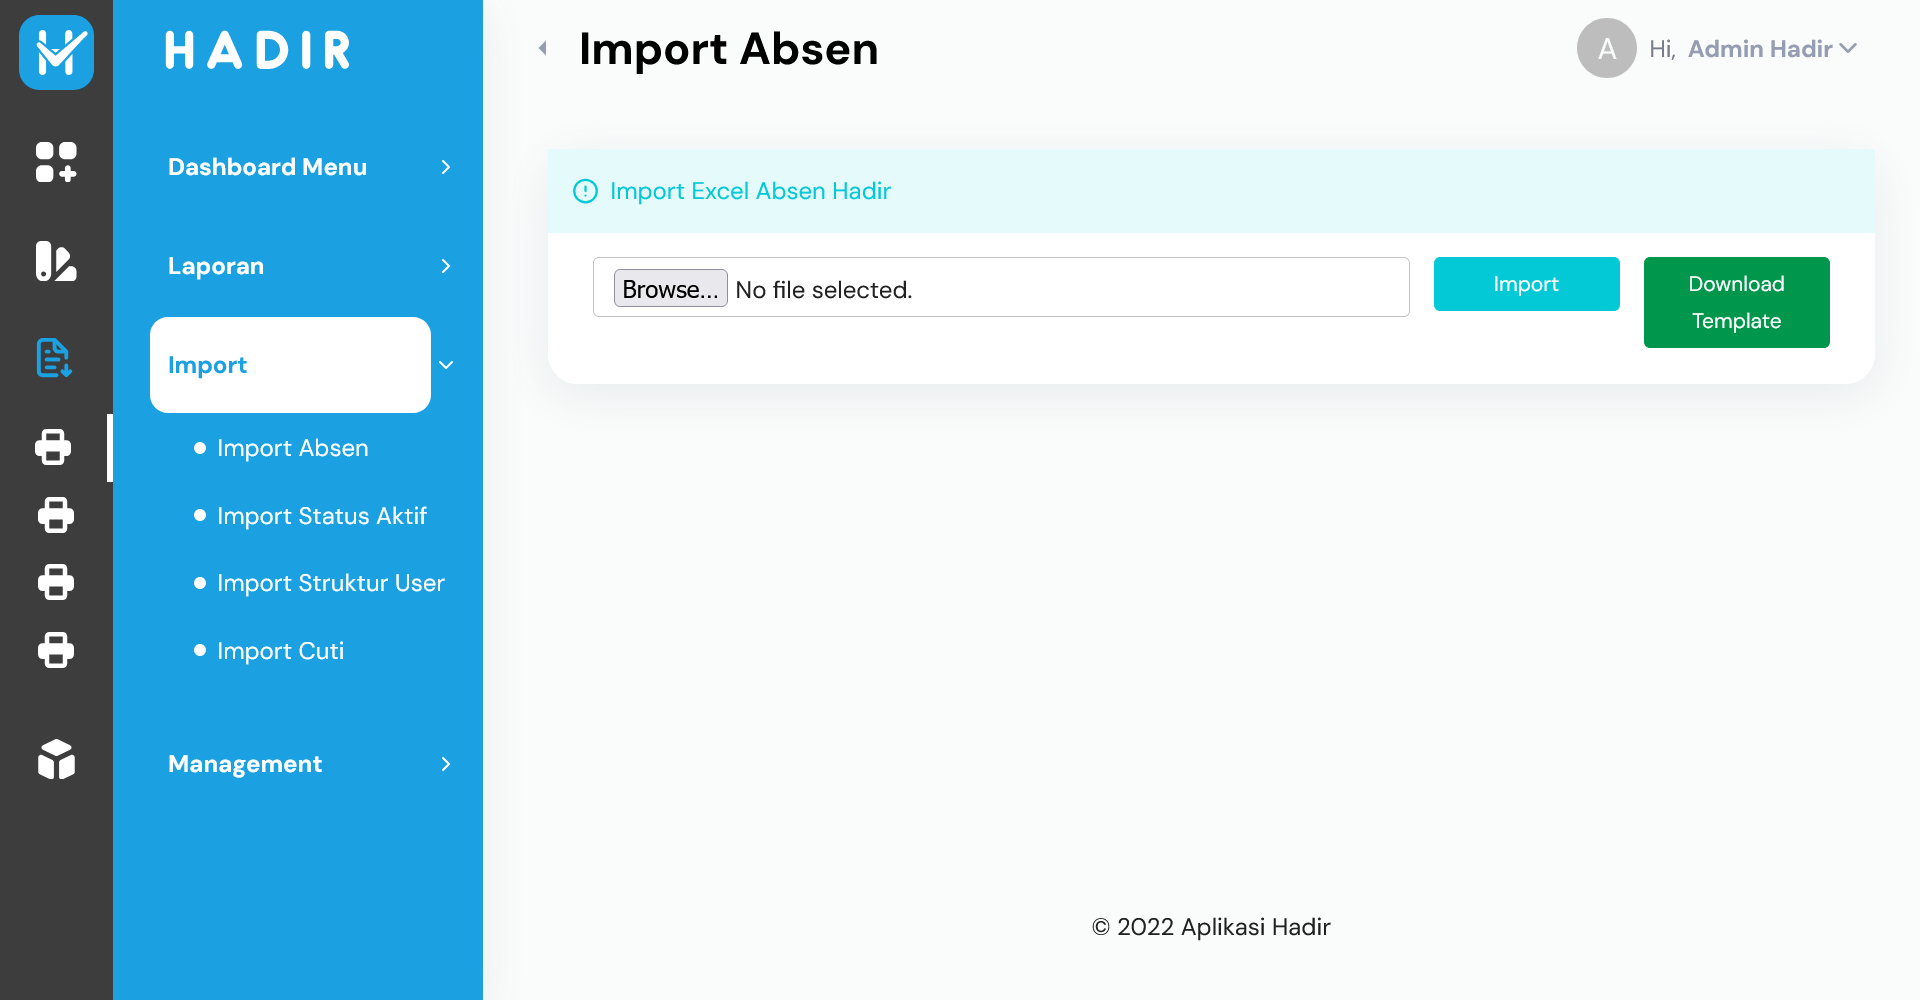 HADIR
Dashboard Menu
Laporan
Import
Import Absen
Import Status Aktif
Import Struktur User
Import Cuti
Management
Import Absen
A
Hi, Admin Hadir
Import Excel Absen Hadir
Browse... No file selected.
Import
Download
Template
© 2022 Aplikasi Hadir